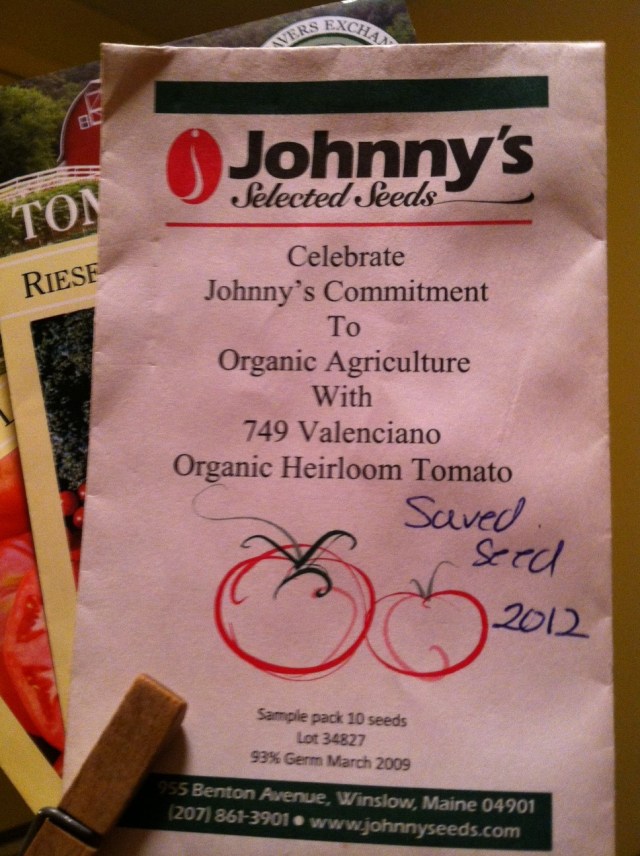 AVERS EXCHAN
TOM
RIESE
Johnny's
Selected Seeds
Celebrate
Johnny's Commitment
To
Organic Agriculture
With
749 Valenciano
Organic Heirloom Tomato
Saved
Seed
2012
Sample pack 10 seeds
Lot 34827
93% Germ March 2009
955 Benton Avenue, Winslow, Maine 04901
(207) 861-3901 • www.johnnyseeds.com